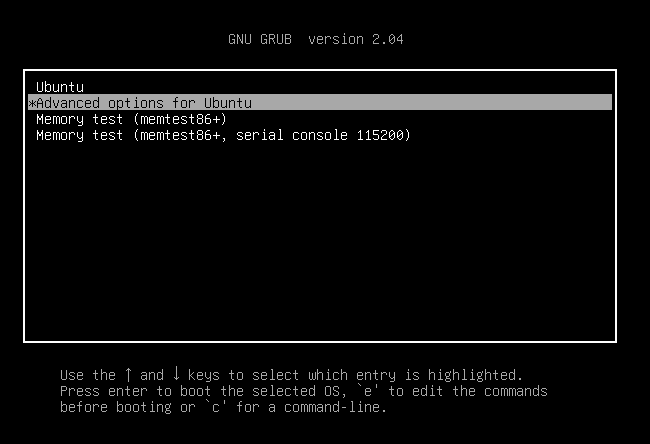 GNU GRUB  version 2.04
Ubuntu
*Advanced options for Ubuntu
Memory test (memtest86+)
Memory test (memtest86+, serial console 115200)
Use the ↑ and ↓ keys to select which entry is highlighted.
Press enter to boot the selected OS, `e' to edit the commands
before booting or `c' for a command-line.